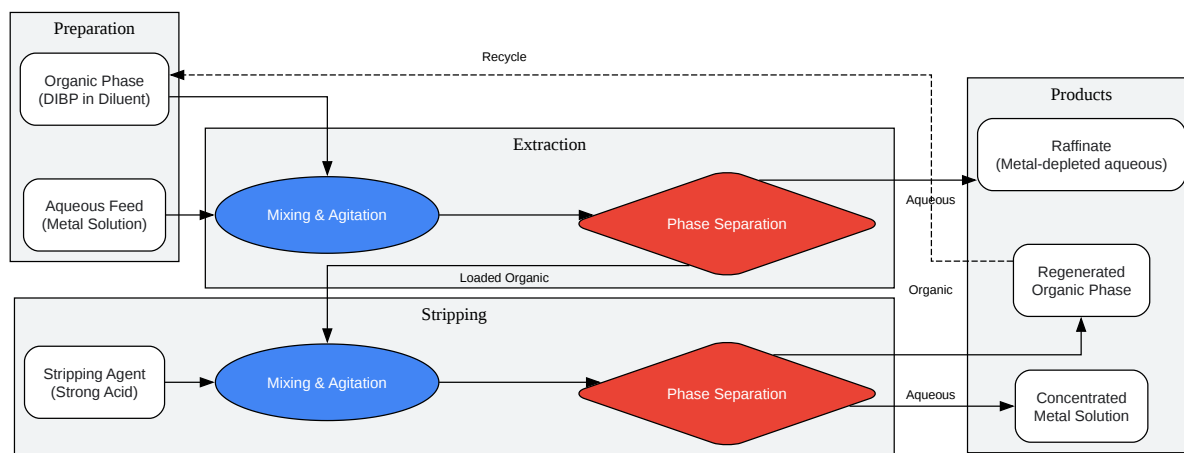 Preparation
Organic Phase
(DIBP in Diluent)
Aqueous Feed
(Metal Solution)
Recycle
Extraction
Mixing & Agitation
Phase Separation
Loaded Organic
Aqueous
Products
Raffinate
(Metal-depleted aqueous)
Regenerated
Organic Phase
Concentrated
Metal Solution
Stripping
Stripping Agent
(Strong Acid)
Mixing & Agitation
Phase Separation
Organic
Aqueous